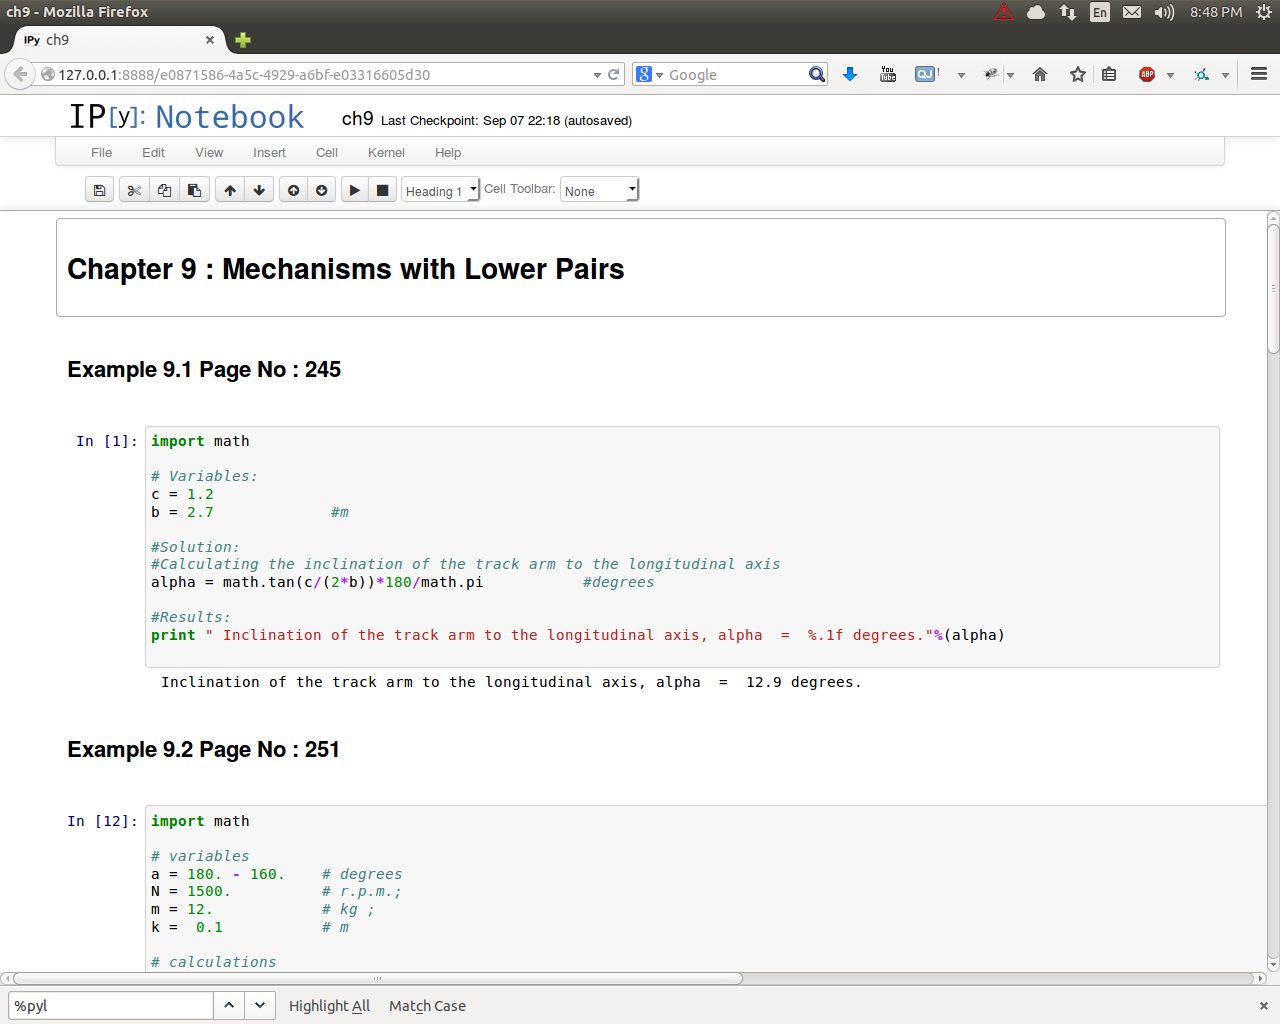 ch9 - Mozilla Firefox
En
8:48 PM
IPy ch9
127.0.0.1:8888/e0871586-4a5c-4929-a6bf-e03316605d30
8
Google
You Tube
QJ !
ABP
IP[y]: Notebook
ch9 Last Checkpoint: Sep 07 22:18 (autosaved)
File Edit View Insert Cell Kernel Help
Heading 1
Cell Toolbar:
None
Chapter 9 : Mechanisms with Lower Pairs
Example 9.1 Page No : 245
In [1]:
import math
# Variables:
c = 1.2
b = 2.7 #m
#Solution:
#Calculating the inclination of the track arm to the longitudinal axis
alpha = math.tan(c/(2*b))*180/math.pi #degrees
#Results:
print " Inclination of the track arm to the longitudinal axis, alpha  =  %.1f degrees."%(alpha)
Inclination of the track arm to the longitudinal axis, alpha  =  12.9 degrees.
Example 9.2 Page No : 251
In [12]:
import math
# variables
a = 180. - 160. # degrees
N = 1500. # r.p.m.;
m = 12. # kg ;
k =  0.1 # m
# calculations
%pyl
Highlight All
Match Case